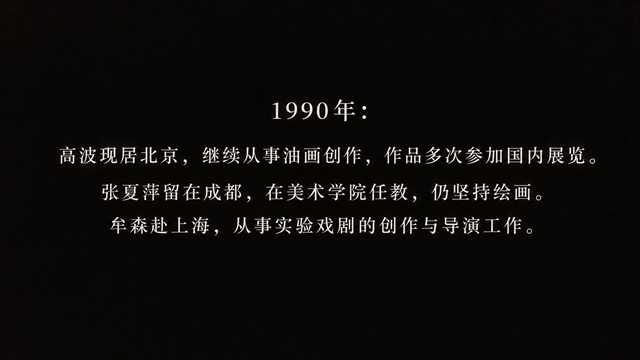 1990年：
高波现居北京，继续从事油画创作，作品多次参加国内展览。
张夏萍留在成都，在美术学院任教，仍坚持绘画。
牟森赴上海，从事实验戏剧的创作与导演工作。